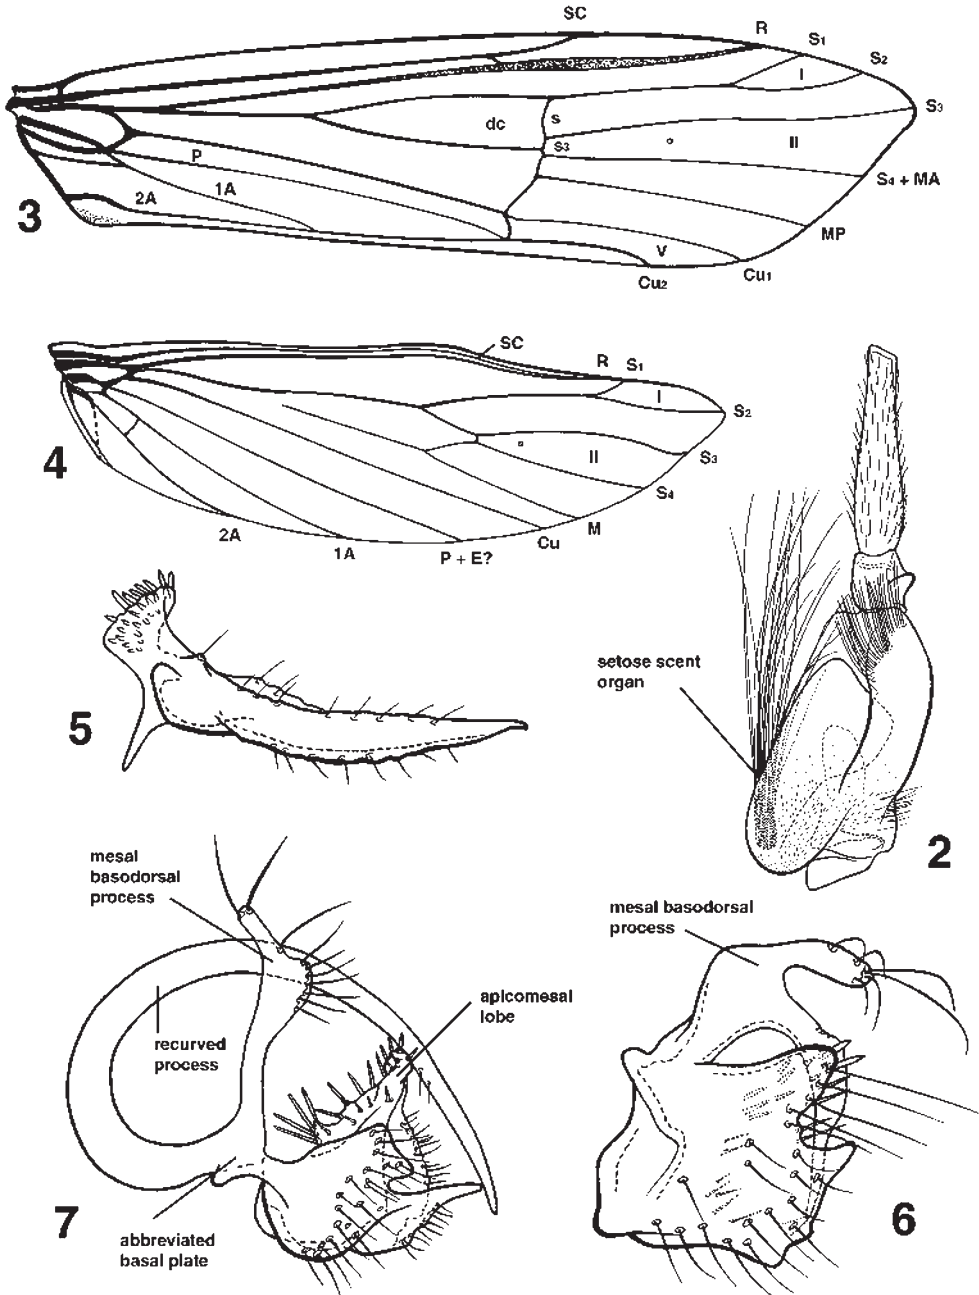 SC
R
S1
S2
I
S3
dc
s
S3
II
P
S4 + MA
1A
2A
3
MP
V
Cu1
Cu2
SC
R
S1
I
S2
4
II
S3
S4
2A
M
1A
Cu
P + E?
setose scent
organ
5
2
mesal
basodorsal
process
mesal basodorsal
process
apicomesal
lobe
recurved
process
7
6
abbreviated
basal plate